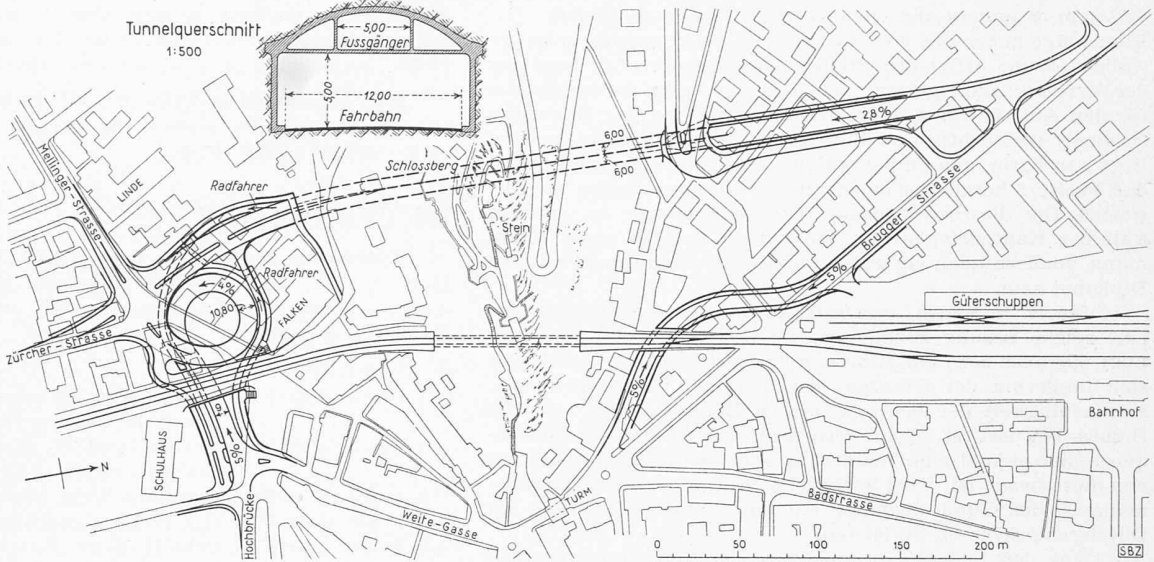 Tunnelquerschnitt
1:500
5,00
Fussgänger
5,00
12,00
Fahrbahn
Mellinger-Strasse
LINDE
Radfahrer
Schlossberg
6,00
6,00
2,8%
Stein
Brugger-Strasse
5%
Radfahrer
4%
10,80
FALKEN
Zürcher-Strasse
Güterschuppen
5%
Bahnhof
9
5%
SCHULHAUS
N
Hochbrücke
Weite-Gasse
TURM
Badstrasse
0 50 100 150 200 m
SBZ